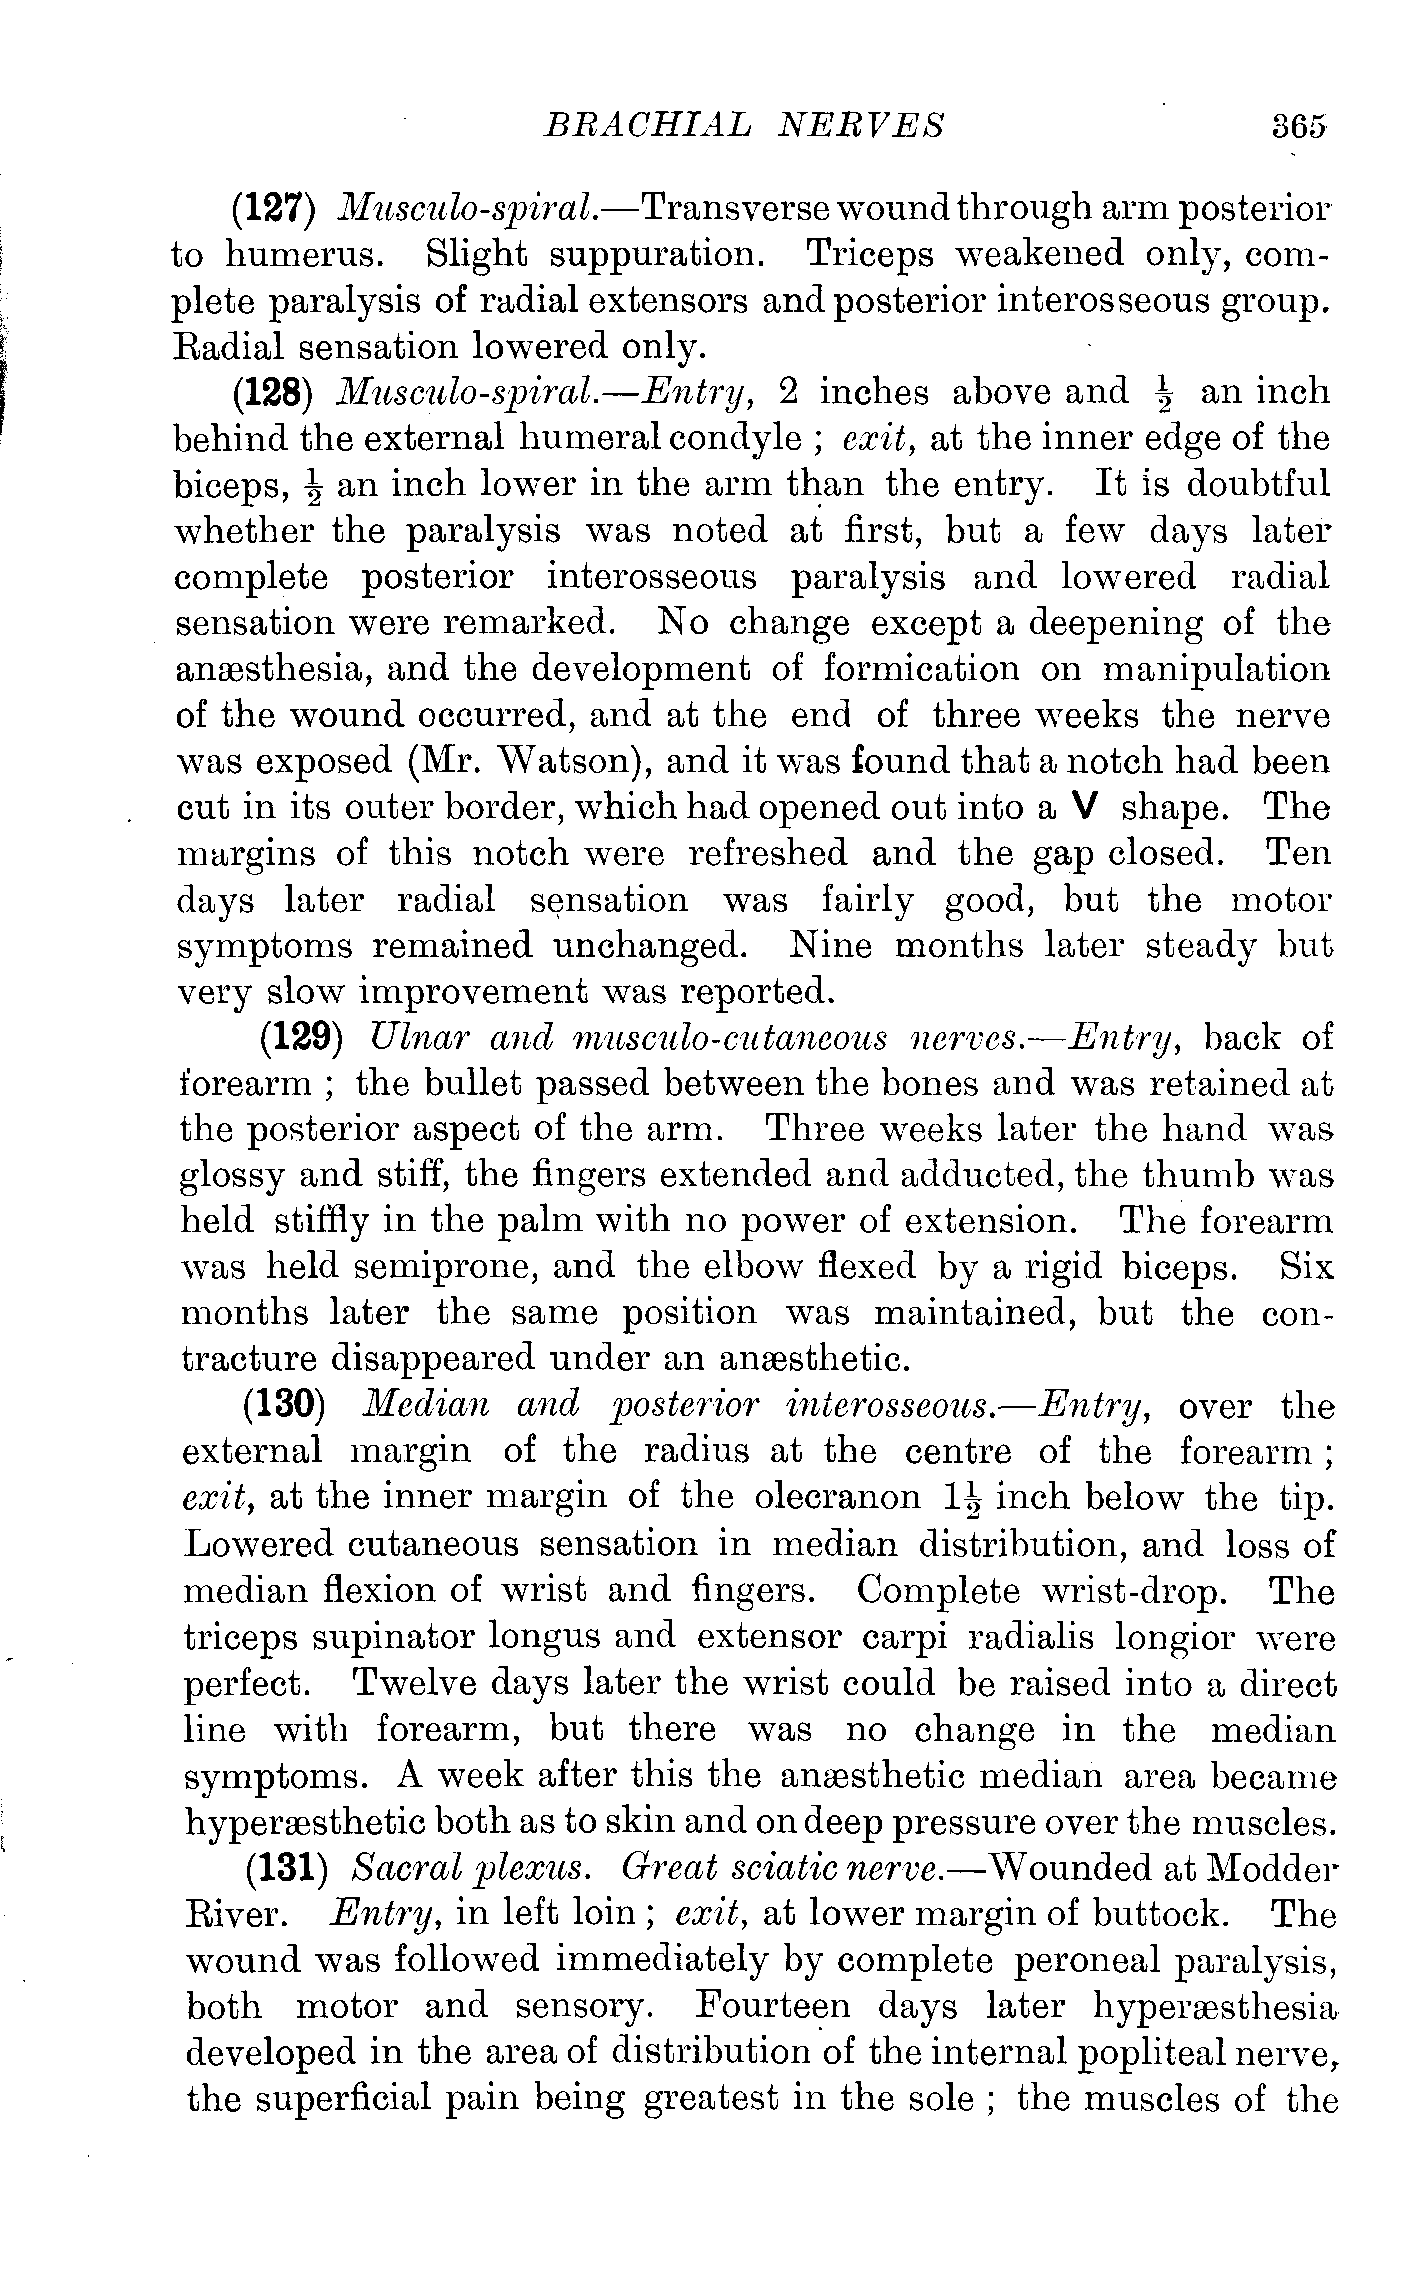 BRACHIAL NERVES 365
(127) Musculo-spiral.—Transverse wound through arm posterior
to humerus. Slight suppuration. Triceps weakened only, com-
plete paralysis of radial extensors and posterior interosseous group.
Radial sensation lowered only.
(128) Musculo-spiral.—Entry, 2 inches above and ½ an inch
behind the external humeral condyle ; exit, at the inner edge of the
biceps, ½ an inch lower in the arm than the entry. It is doubtful
whether the paralysis was noted at first, but a few days later
complete posterior interosseous paralysis and lowered radial
sensation were remarked. No change except a deepening of the
anæsthesia, and the development of formication on manipulation
of the wound occurred, and at the end of three weeks the nerve
was exposed (Mr. Watson), and it was found that a notch had been
cut in its outer border, which had opened out into a V shape. The
margins of this notch were refreshed and the gap closed. Ten
days later radial sensation was fairly good, but the motor
symptoms remained unchanged. Nine months later steady but
very slow improvement was reported.
(129) Ulnar and musculo-cutaneous nerves.—Entry, back of
forearm ; the bullet passed between the bones and was retained at
the posterior aspect of the arm. Three weeks later the hand was
glossy and stiff, the fingers extended and adducted, the thumb was
held stiffly in the palm with no power of extension. The forearm
was held semiprone, and the elbow flexed by a rigid biceps. Six
months later the same position was maintained, but the con-
tracture disappeared under an anæsthetic.
(130) Median and posterior interosseous.—Entry, over the
external margin of the radius at the centre of the forearm ;
exit, at the inner margin of the olecranon 1½ inch below the tip.
Lowered cutaneous sensation in median distribution, and loss of
median flexion of wrist and fingers. Complete wrist-drop. The
triceps supinator longus and extensor carpi radialis longior were
perfect. Twelve days later the wrist could be raised into a direct
line with forearm, but there was no change in the median
symptoms. A week after this the anæsthetic median area became
hyperæsthetic both as to skin and on deep pressure over the muscles.
(131) Sacral plexus. Great sciatic nerve.—Wounded at Modder
River. Entry, in left loin ; exit, at lower margin of buttock. The
wound was followed immediately by complete peroneal paralysis,
both motor and sensory. Fourteen days later hyperæsthesia
developed in the area of distribution of the internal popliteal nerve,
the superficial pain being greatest in the sole ; the muscles of the